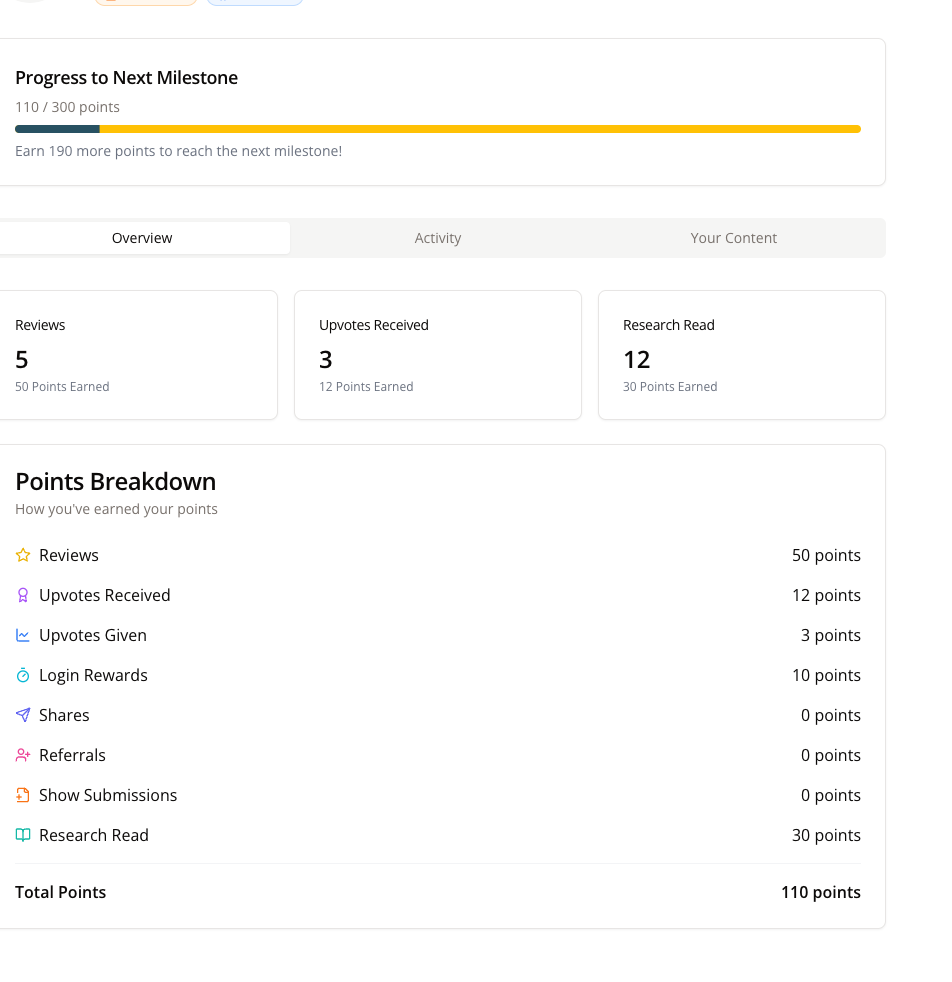 Progress to Next Milestone
110 / 300 points
Earn 190 more points to reach the next milestone!
Overview
Activity
Your Content
Reviews
5
50 Points Earned
Upvotes Received
3
12 Points Earned
Research Read
12
30 Points Earned
Points Breakdown
How you've earned your points
Reviews 50 points
Upvotes Received 12 points
Upvotes Given 3 points
Login Rewards 10 points
Shares 0 points
Referrals 0 points
Show Submissions 0 points
Research Read 30 points
Total Points 110 points